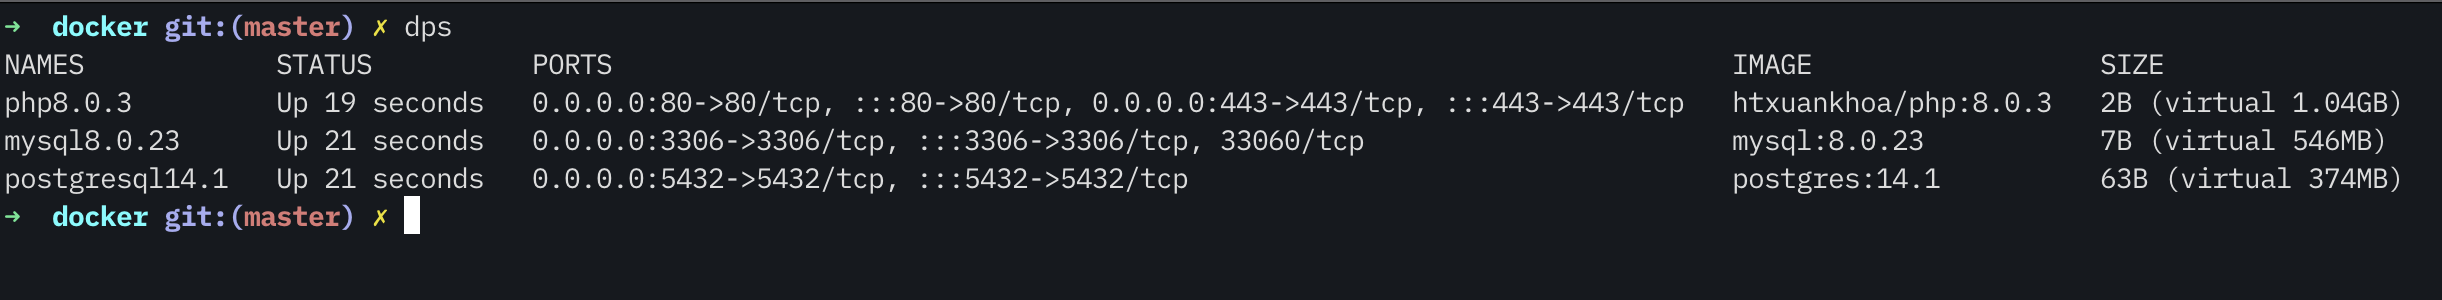 ➜  docker git:(master) ✗ dps
NAMES            STATUS          PORTS                                                                      IMAGE                  SIZE
php8.0.3         Up 19 seconds   0.0.0.0:80->80/tcp, :::80->80/tcp, 0.0.0.0:443->443/tcp, :::443->443/tcp   htxuankhoa/php:8.0.3   2B (virtual 1.04GB)
mysql8.0.23      Up 21 seconds   0.0.0.0:3306->3306/tcp, :::3306->3306/tcp, 33060/tcp                       mysql:8.0.23           7B (virtual 546MB)
postgresql14.1   Up 21 seconds   0.0.0.0:5432->5432/tcp, :::5432->5432/tcp                                  postgres:14.1          63B (virtual 374MB)
➜  docker git:(master) ✗